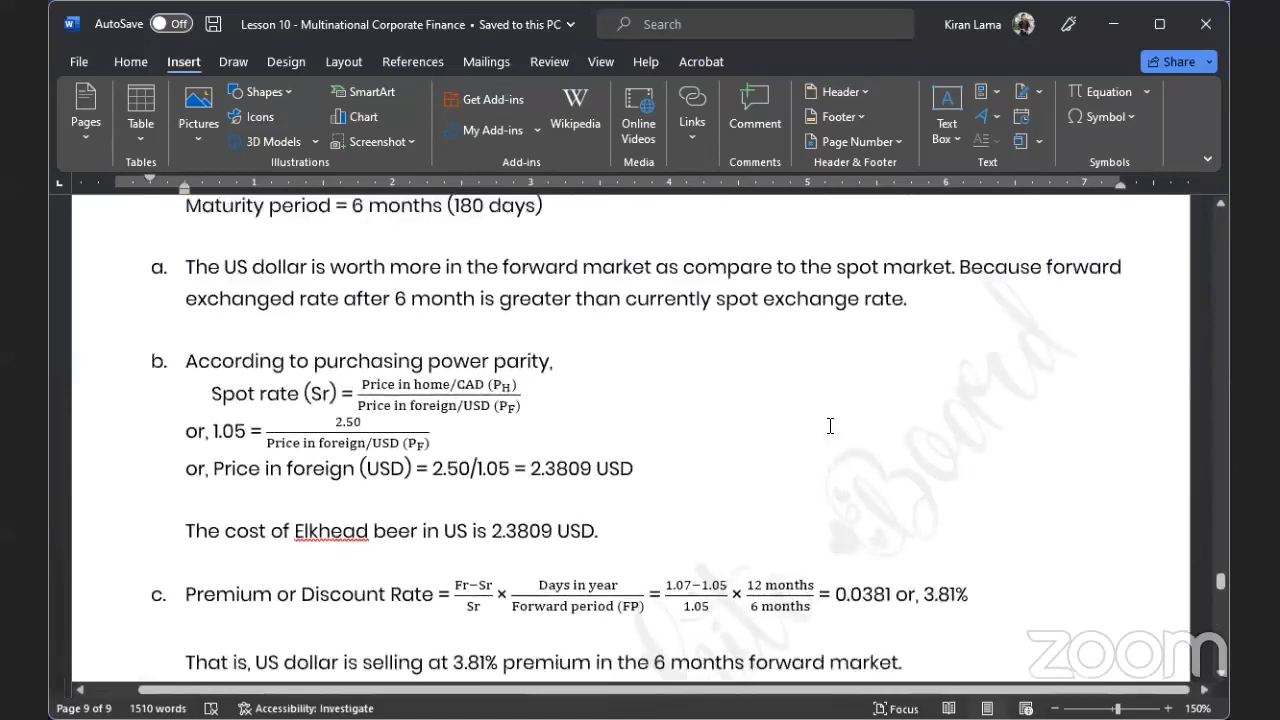 AutoSave Off Lesson 10 - Multinational Corporate Finance • Saved to this PC Search Kiran Lama
File Home Insert Draw Design Layout References Mailings Review View Help Acrobat Share
Pages
Table
Tables
Pictures
Shapes
Icons
3D Models
SmartArt
Chart
Screenshot
Illustrations
Get Add-ins
My Add-ins
Wikipedia
Add-ins
Online Videos
Media
Links
Comment
Comments
Header
Footer
Page Number
Header & Footer
Text Box
Text
Equation
Symbol
Symbols
1 2 3 4 5 6 7
Maturity period = 6 months (180 days)
a. The US dollar is worth more in the forward market as compare to the spot market. Because forward
exchanged rate after 6 month is greater than currently spot exchange rate.
b. According to purchasing power parity,
Spot rate (Sr) = Price in home/CAD (PH) / Price in foreign/USD (PF)
or, 1.05 = 2.50 / Price in foreign/USD (PF)
or, Price in foreign (USD) = 2.50/1.05 = 2.3809 USD
The cost of Elkhead beer in US is 2.3809 USD.
c. Premium or Discount Rate = Fr−Sr / Sr × Days in year / Forward period (FP) = 1.07−1.05 / 1.05 × 12 months / 6 months = 0.0381 or, 3.81%
That is, US dollar is selling at 3.81% premium in the 6 months forward market.
zoom
Page 9 of 9 1510 words Accessibility: Investigate Focus 150%